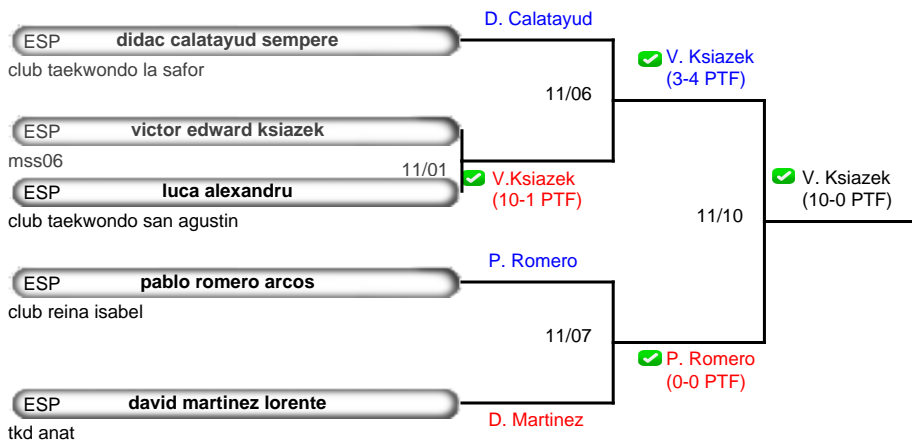 D. Calatayud
ESP didac calatayud sempere
club taekwondo la safor
V. Ksiazek
(3-4 PTF)
11/06
ESP victor edward ksiazek
mss06
11/01
V.Ksiazek
(10-1 PTF)
V. Ksiazek
(10-0 PTF)
ESP luca alexandru
club taekwondo san agustin
11/10
P. Romero
ESP pablo romero arcos
club reina isabel
11/07
P. Romero
(0-0 PTF)
ESP david martinez lorente
D. Martinez
tkd anat